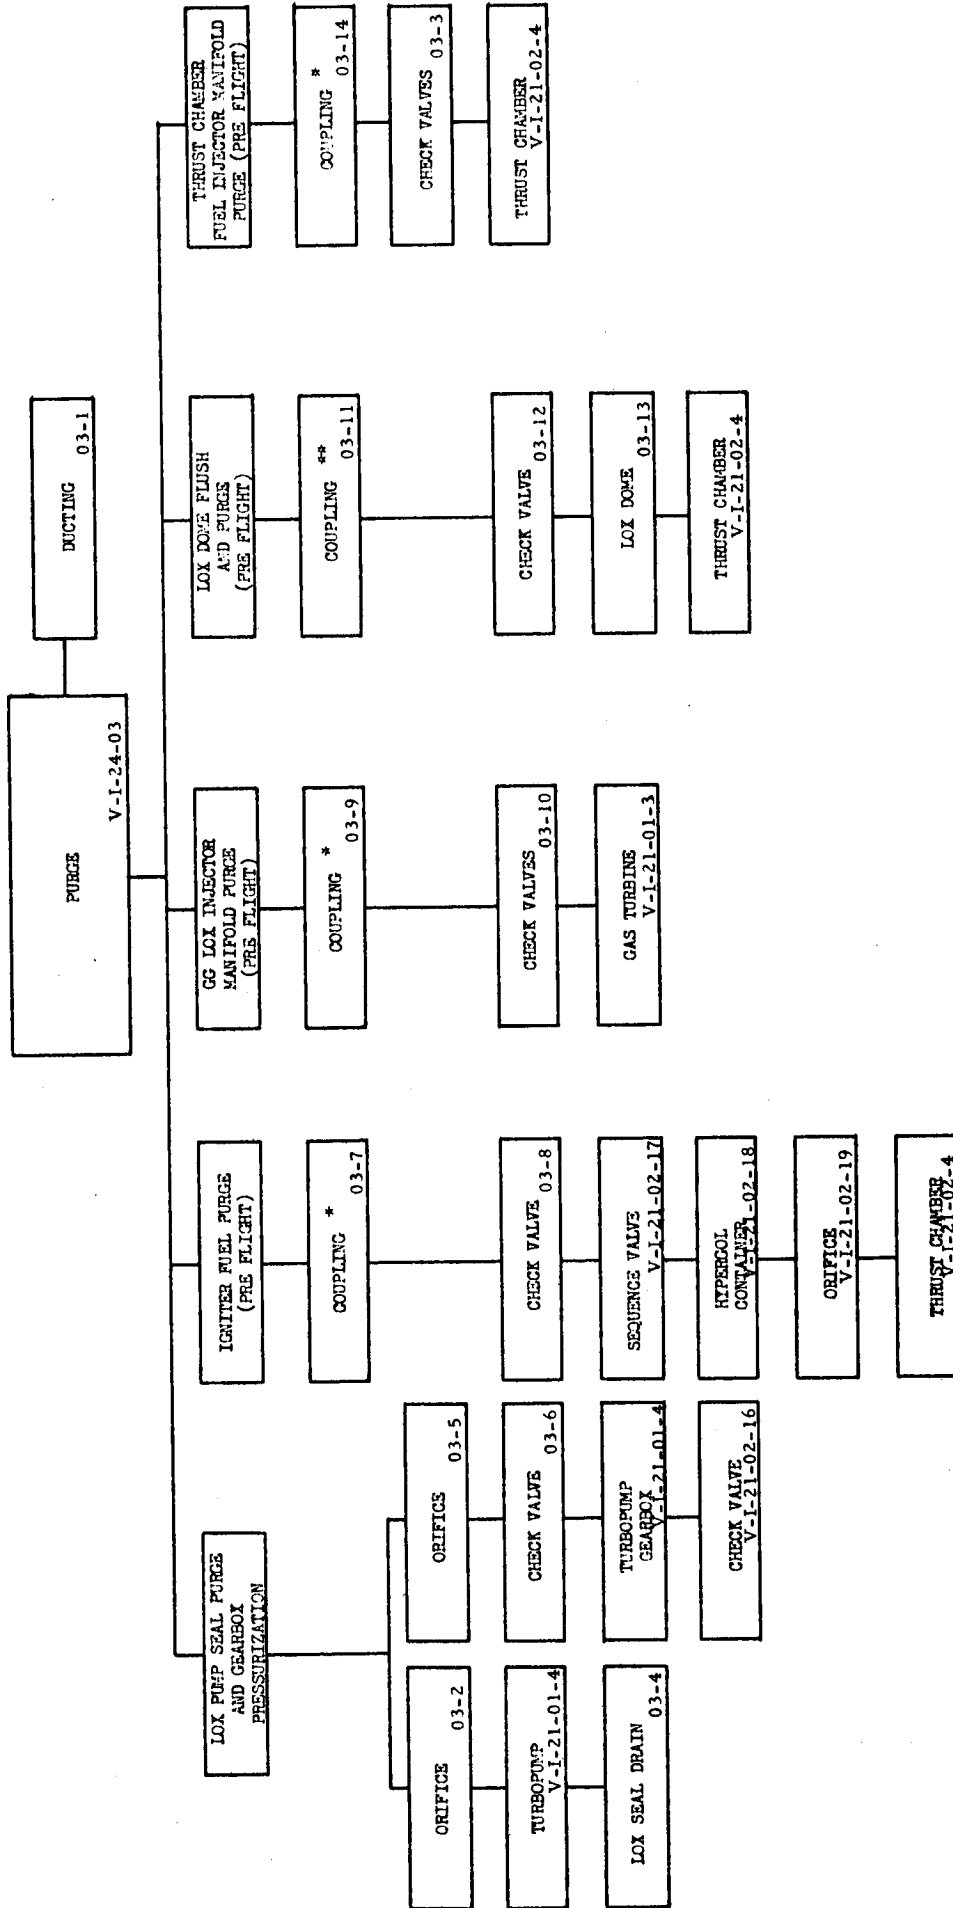 PURGE
V-I-24-03
DUCTING
03-1
LOX PUMP SEAL PURGE
AND GEARBOX
PRESSURIZATION
ORIFICE
03-2
TURBOPUMP
V-I-21-01-4
LOX SEAL DRAIN
03-4
ORIFICE
03-5
CHECK VALVE
03-6
TURBOPUMP
GEARBOX
V-I-21-01-4
CHECK VALVE
V-I-21-02-16
IGNITER FUEL PURGE
(PRE FLIGHT)
COUPLING *
03-7
CHECK VALVE
03-8
SEQUENCE VALVE
V-I-21-02-17
HYPERGOL
CONTAINER
V-I-21-02-18
ORIFICE
V-I-21-02-19
THRUST CHAMBER
V-I-21-02-4
GG LOX INJECTOR
MANIFOLD PURGE
(PRE FLIGHT)
COUPLING *
03-9
CHECK VALVES
03-10
GAS TURBINE
V-I-21-01-3
LOX DOME FLUSH
AND PURGE
(PRE FLIGHT)
COUPLING **
03-11
CHECK VALVE
03-12
LOX DOME
03-13
THRUST CHAMBER
V-I-21-02-4
THRUST CHAMBER
FUEL INJECTOR MANIFOLD
PURGE (PRE FLIGHT)
COUPLING *
03-14
CHECK VALVES
03-3
THRUST CHAMBER
V-I-21-02-4